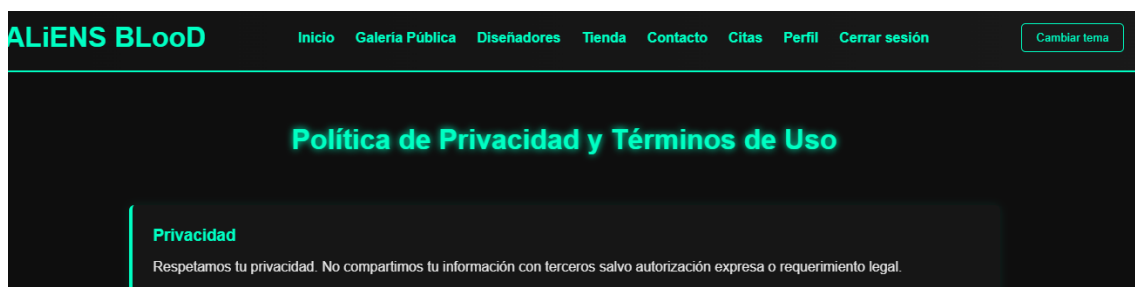 ALiENS BLooD
Inicio Galería Pública Diseñadores Tienda Contacto Citas Perfil Cerrar sesión
Cambiar tema
Política de Privacidad y Términos de Uso
Privacidad
Respetamos tu privacidad. No compartimos tu información con terceros salvo autorización expresa o requerimiento legal.